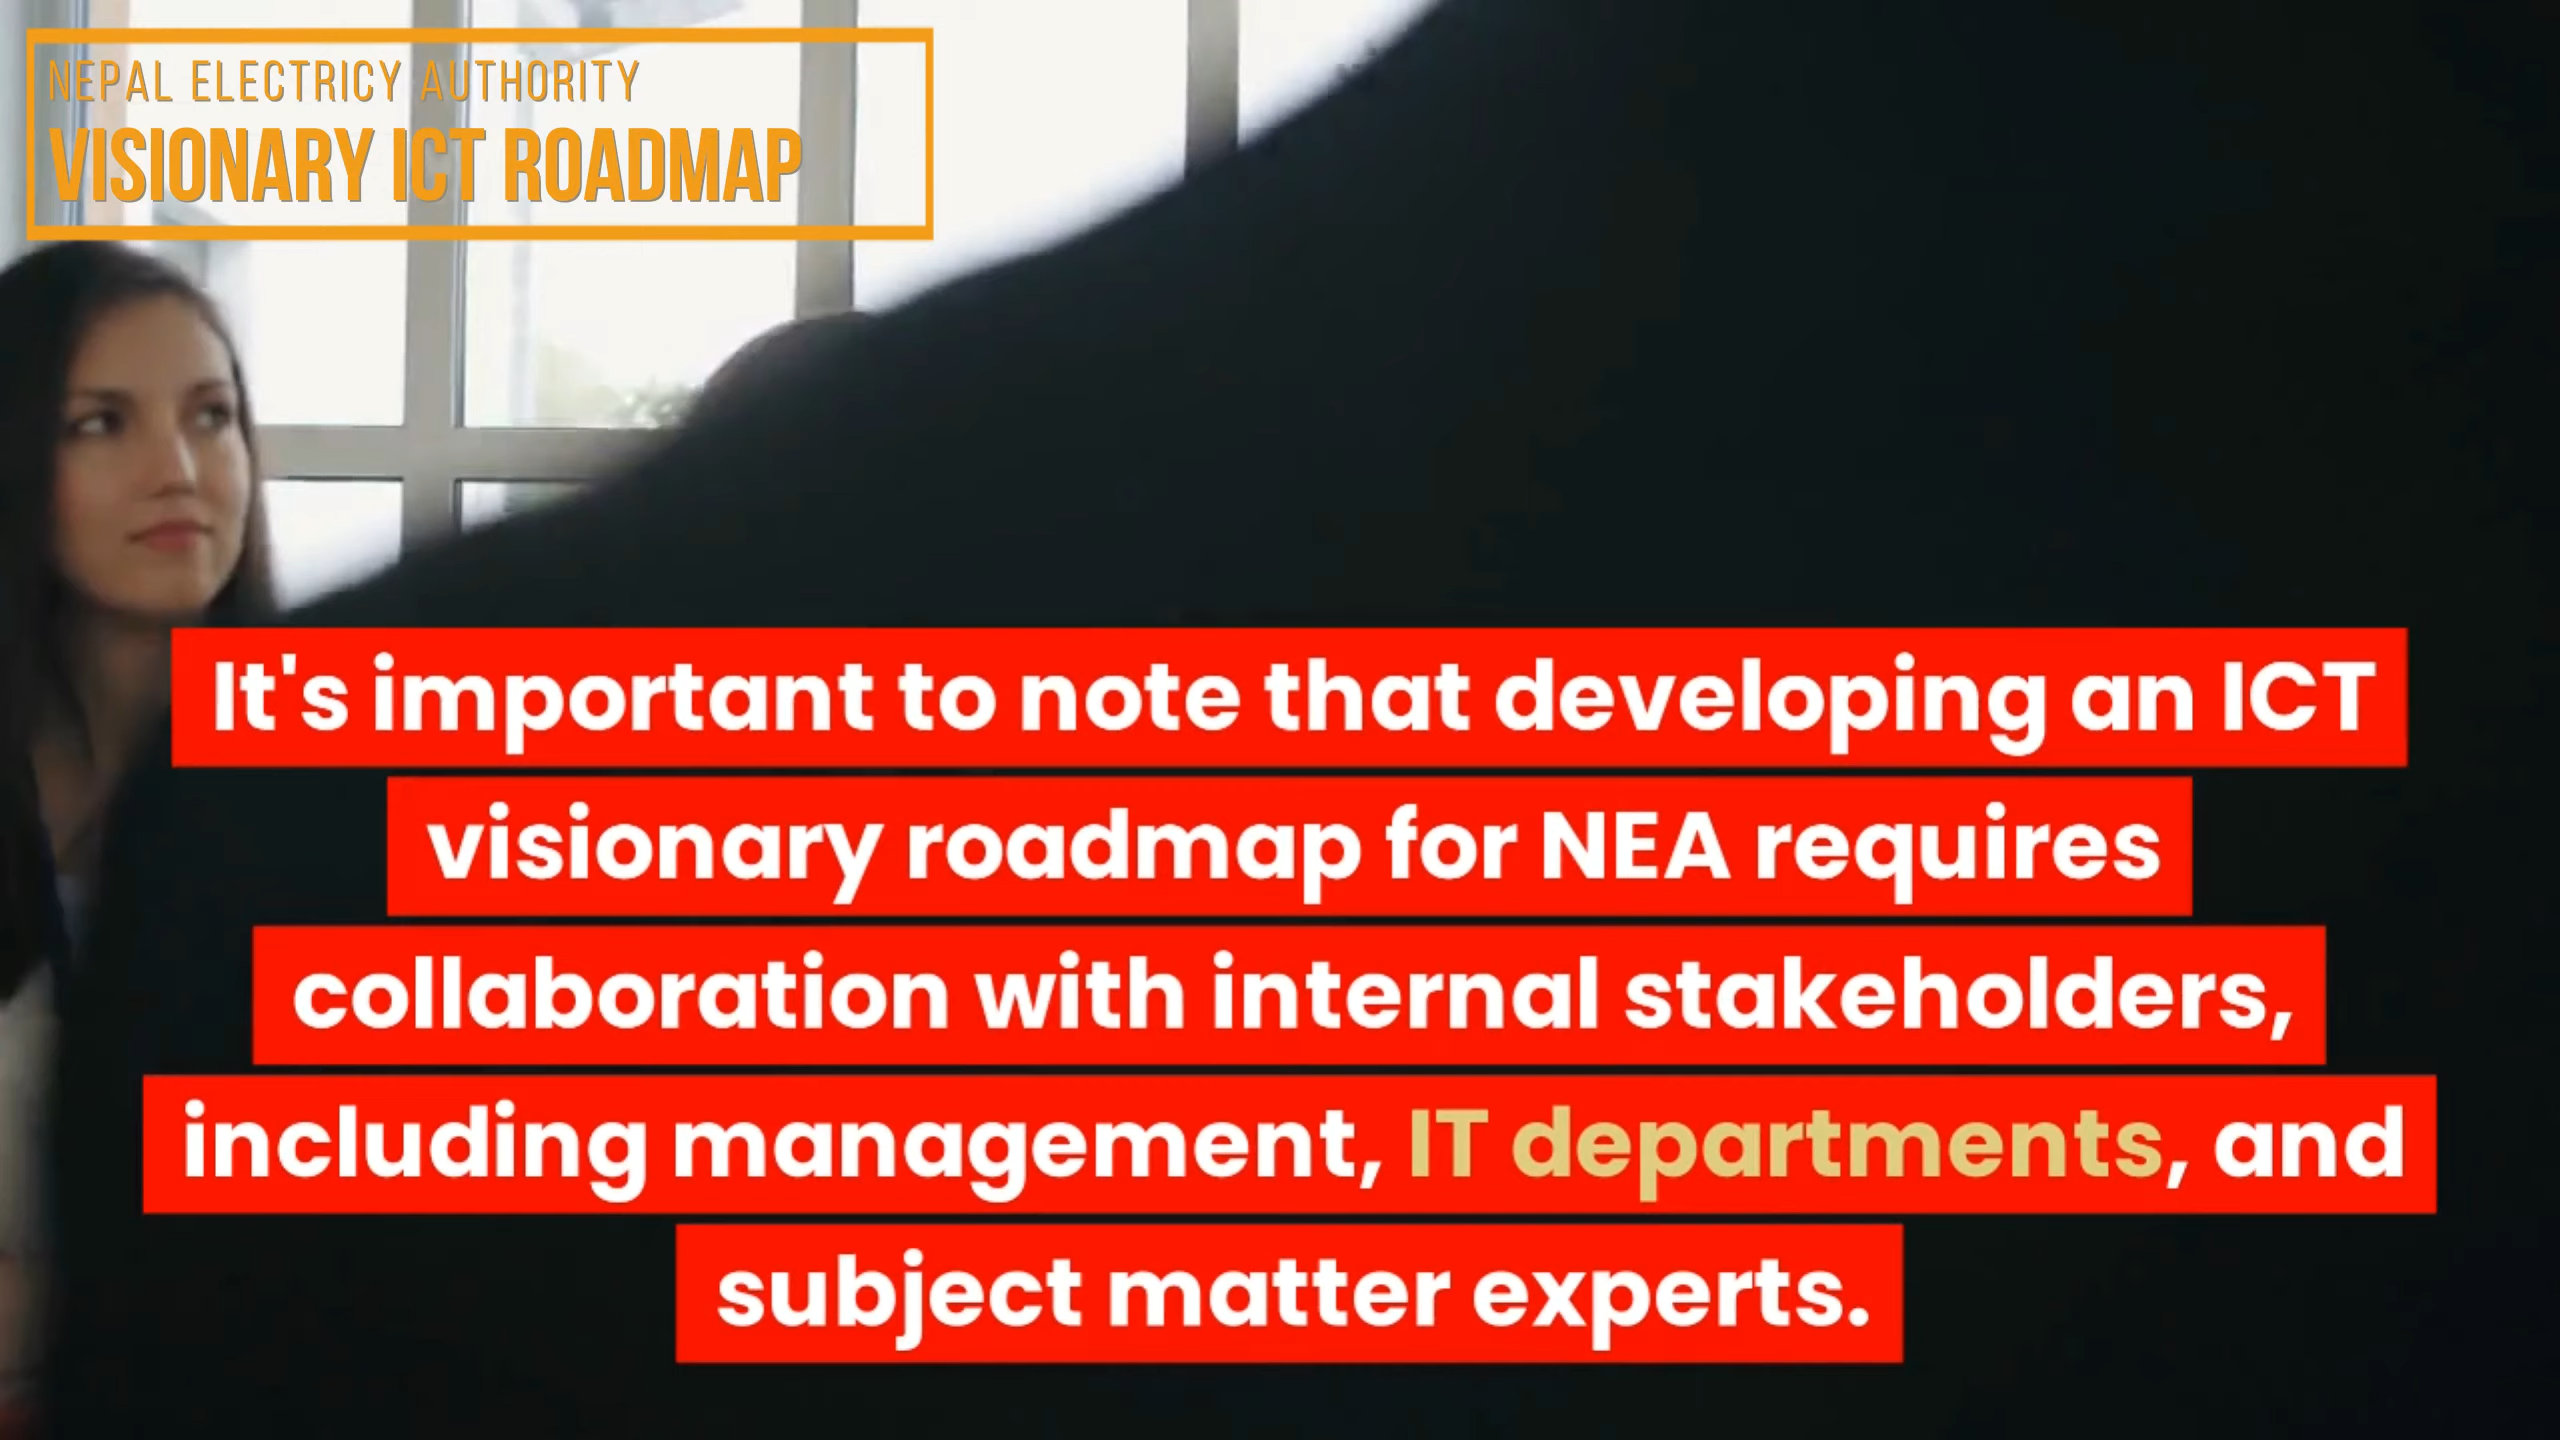 NEPAL ELECTRICY AUTHORITY
VISIONARY ICT ROADMAP
It's important to note that developing an ICT
visionary roadmap for NEA requires
collaboration with internal stakeholders,
including management, IT departments, and
subject matter experts.